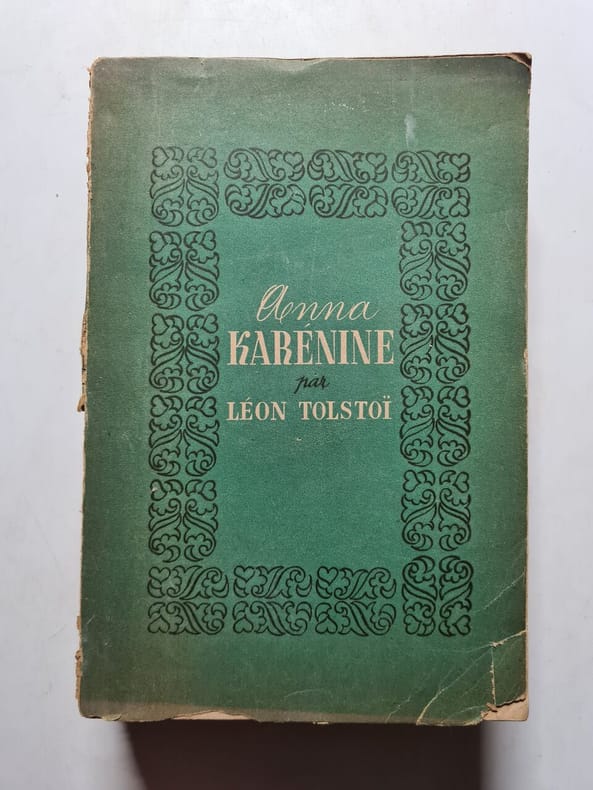 Anna
KARÉNINE
par
LÉON TOLSTOÏ